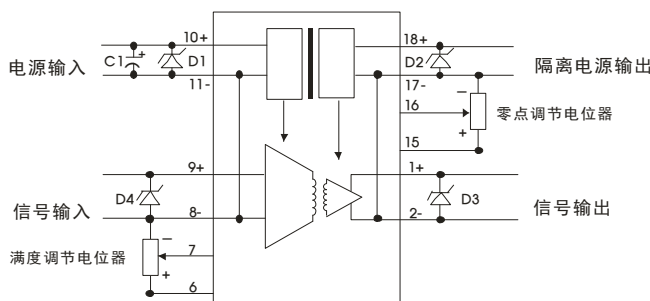 10+
18+
C1
+
D1
D2
电源输入
隔离电源输出
11-
17-
16
−
零点调节电位器
+
15
9+
1+
D4
D3
信号输入
8-
2-
信号输出
−
7
满度调节电位器
+
6